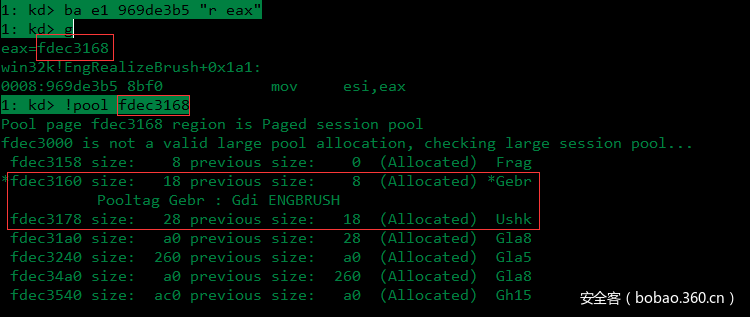 1: kd> ba e1 969de3b5 "r eax"
1: kd> g
eax=fdec3168
win32k!EngRealizeBrush+0x1a1:
0008:969de3b5 8bf0            mov     esi,eax
1: kd> !pool fdec3168
Pool page fdec3168 region is Paged session pool
fdec3000 is not a valid large pool allocation, checking large session pool...
 fdec3158 size:    8 previous size:    0  (Allocated)  Frag
*fdec3160 size:   18 previous size:    8  (Allocated) *Gebr
            Pooltag Gebr : Gdi ENGBRUSH
 fdec3178 size:   28 previous size:   18  (Allocated)  Ushk
 fdec31a0 size:   a0 previous size:   28  (Allocated)  Gla8
 fdec3240 size:  260 previous size:   a0  (Allocated)  Gla5
 fdec34a0 size:   a0 previous size:  260  (Allocated)  Gla8
 fdec3540 size:  ac0 previous size:   a0  (Allocated)  Gh15
安全客（bobao.360.cn）